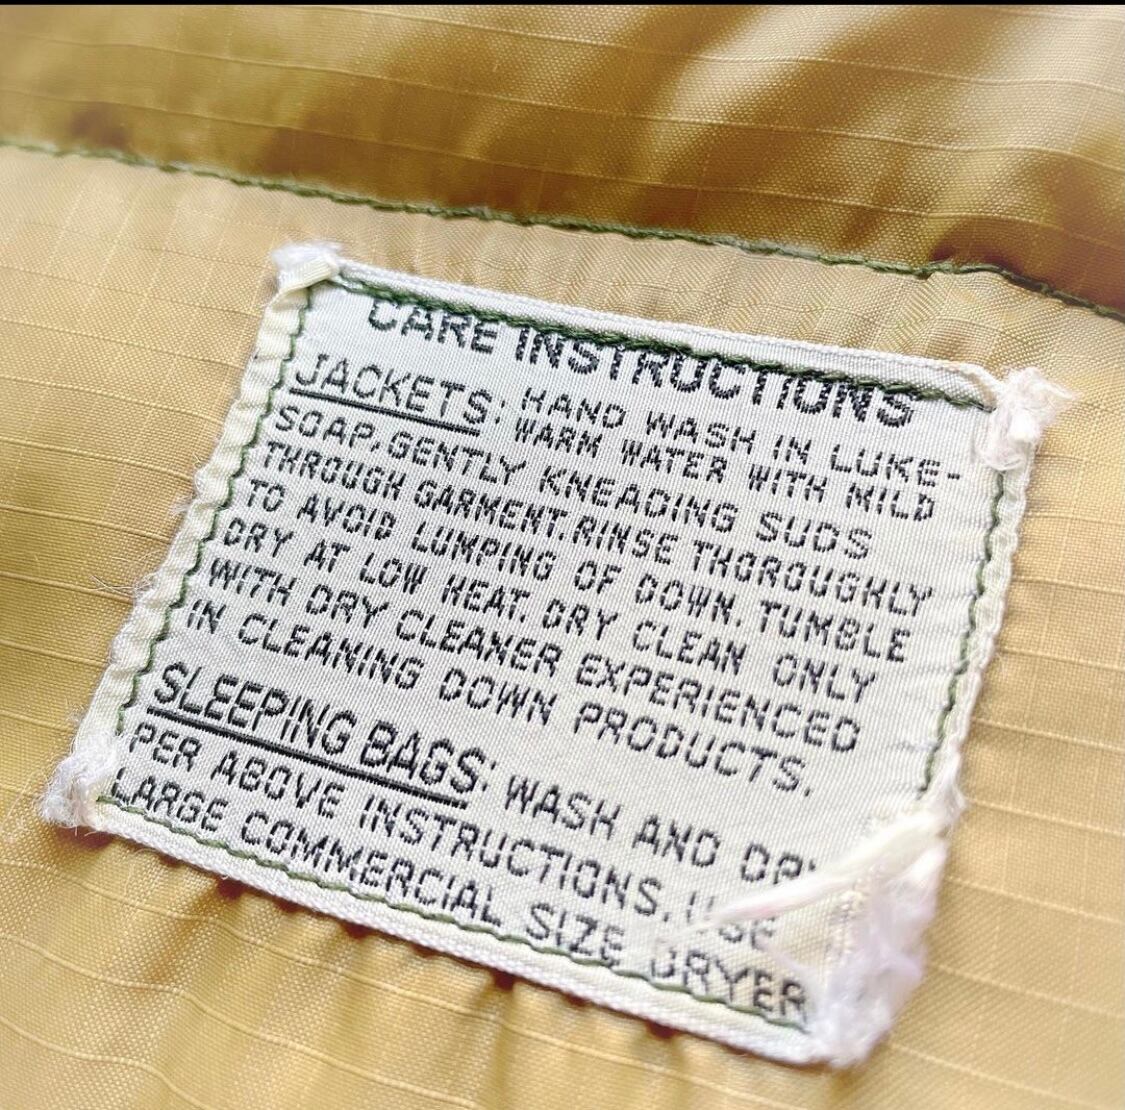 CARE INSTRUCTIONS
JACKETS: HAND WASH IN LUKE-
WARM WATER WITH MILD
SOAP, GENTLY KNEADING SUDS
THROUGH GARMENT. RINSE THOROUGHLY
TO AVOID LUMPING OF DOWN. TUMBLE
DRY AT LOW HEAT. DRY CLEAN ONLY
WITH DRY CLEANER EXPERIENCED
IN CLEANING DOWN PRODUCTS.
SLEEPING BAGS: WASH AND DRY
PER ABOVE INSTRUCTIONS. USE
LARGE COMMERCIAL SIZE DRYER